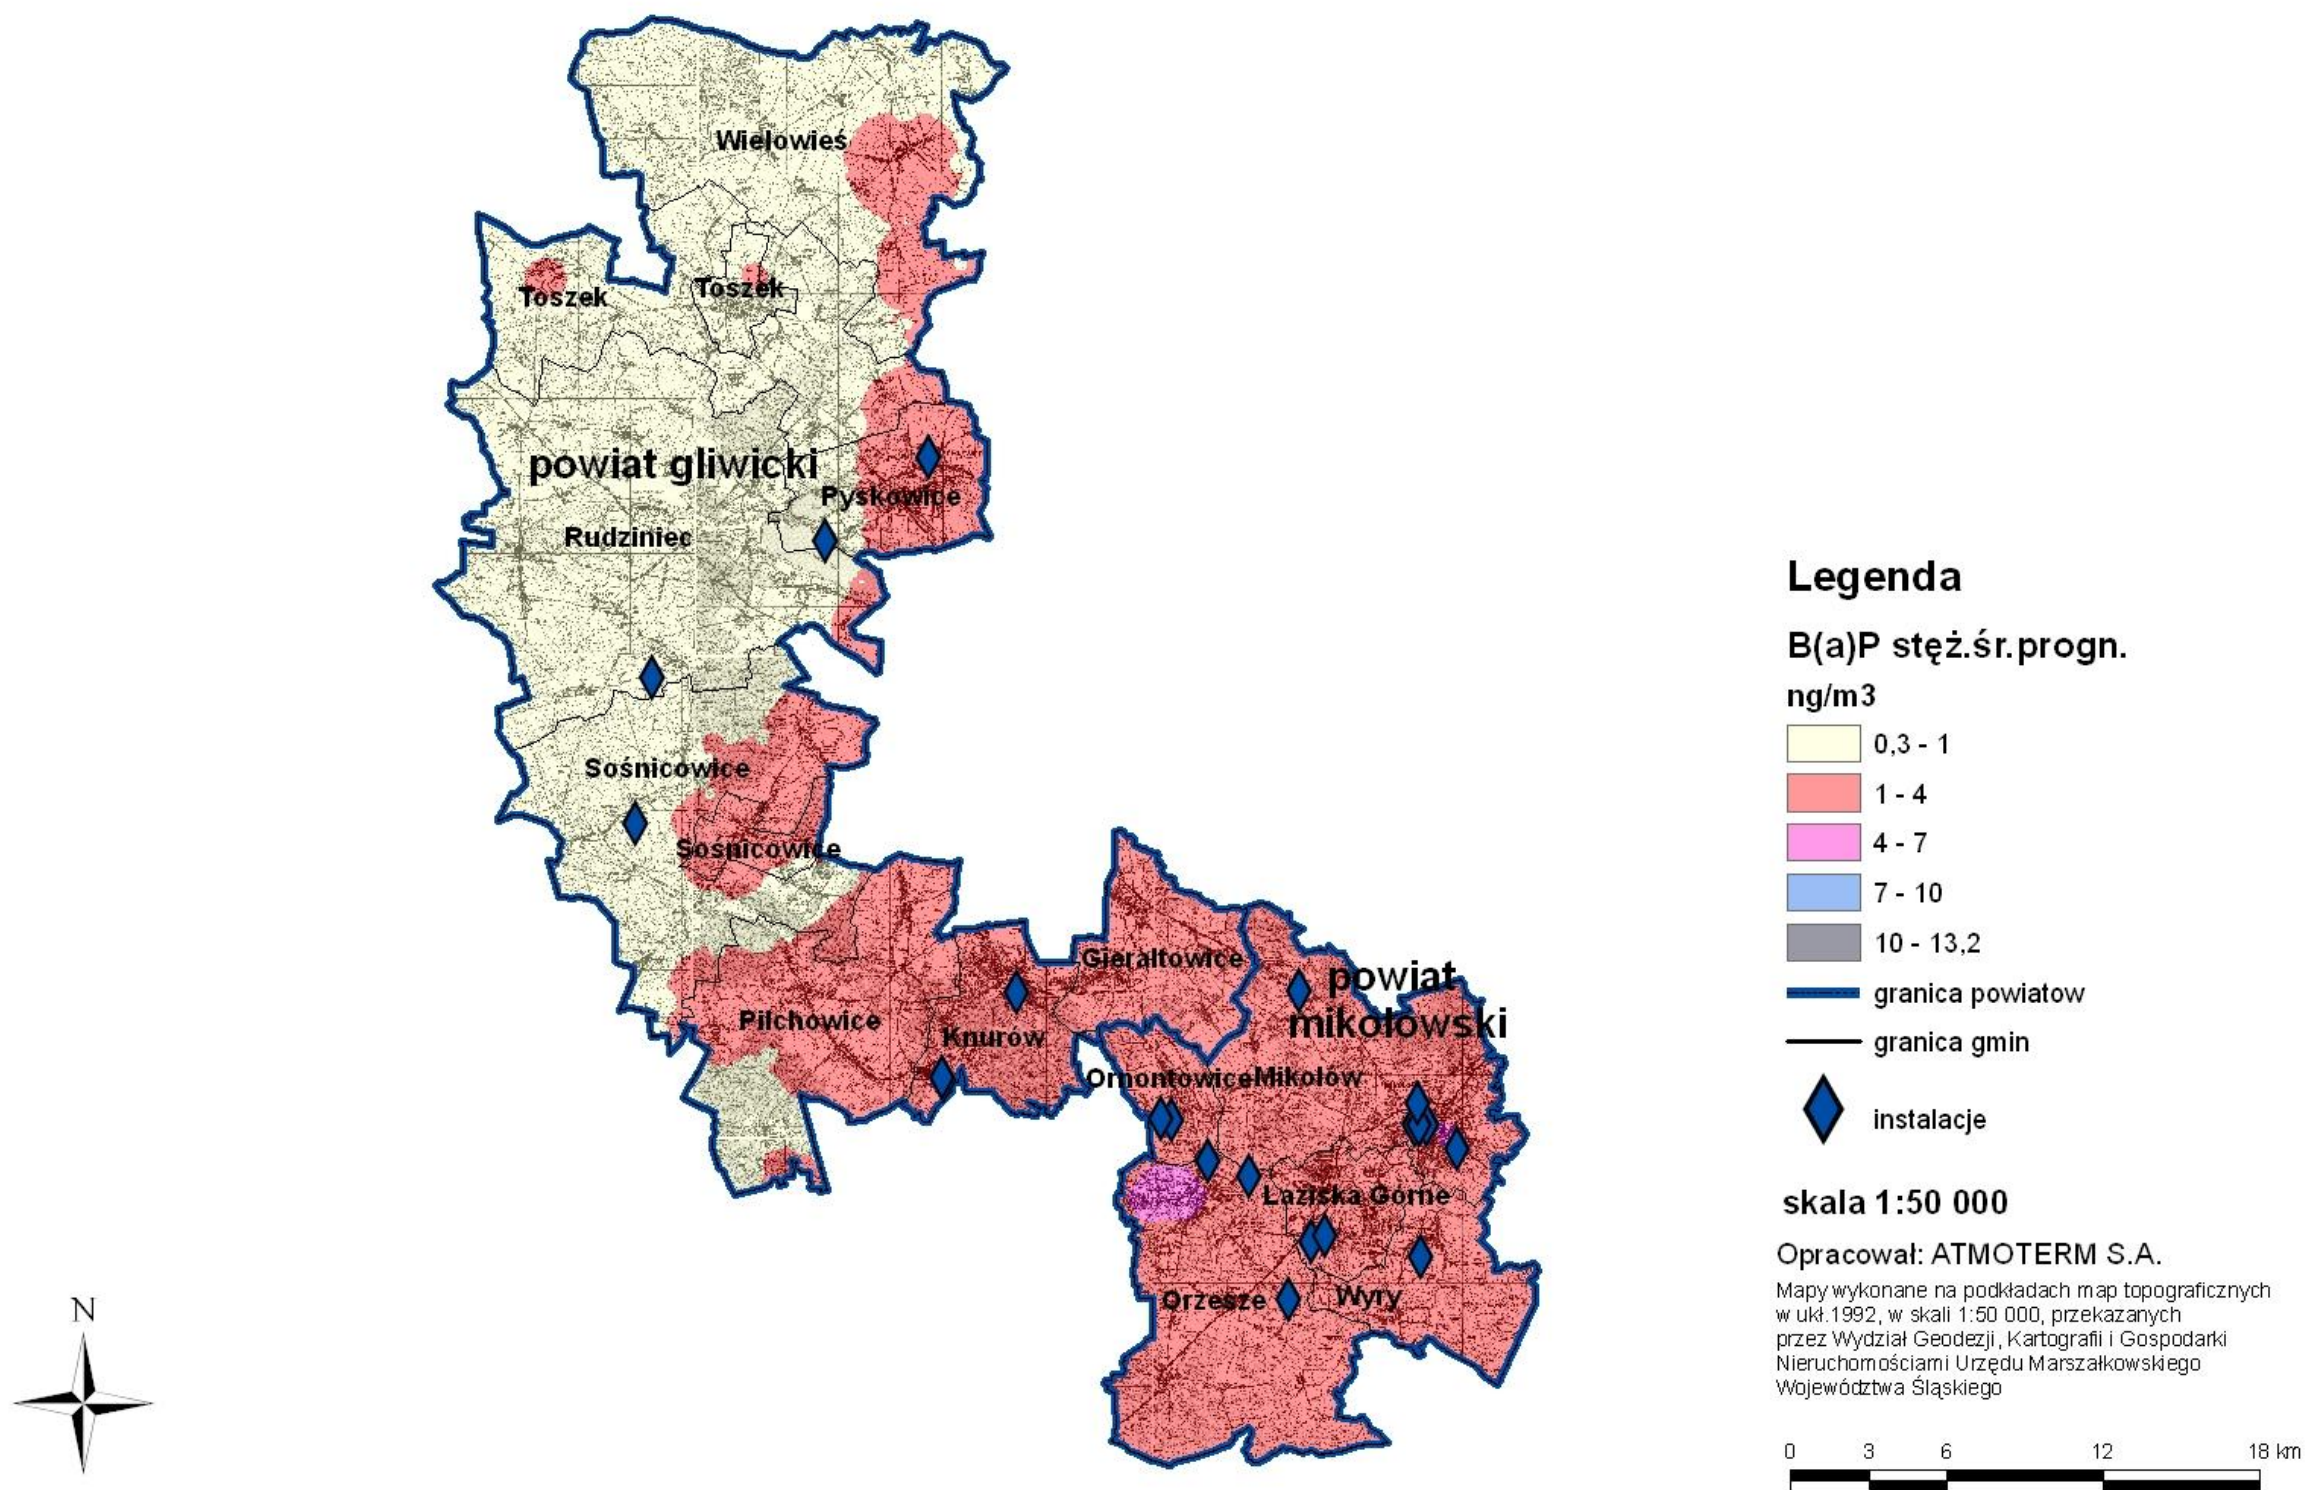 Wielowieś
Toszek
Toszek
powiat gliwicki
Pyskowice
Rudziniec
Sośnicowice
Sośnicowice
Gierałtowice
powiat
mikołowski
Pilchowice
Knurów
Ornontowice
Mikołów
Łaziska Górne
Orzesze
Wyry
N
Legenda
B(a)P stęż.śr.progn.
ng/m3
0,3 - 1
1 - 4
4 - 7
7 - 10
10 - 13,2
granica powiatow
granica gmin
instalacje
skala 1:50 000
Opracował: ATMOTERM S.A.
Mapy wykonane na podkładach map topograficznych
w ukł.1992, w skali 1:50 000, przekazanych
przez Wydział Geodezji, Kartografii i Gospodarki
Nieruchomościami Urzędu Marszałkowskiego
Województwa Śląskiego
0 3 6 12 18 km